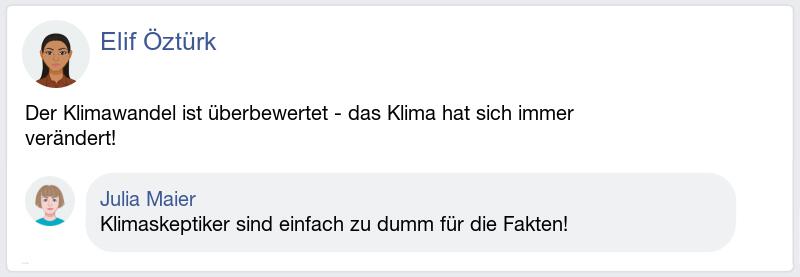 Elif Öztürk
Der Klimawandel ist überbewertet - das Klima hat sich immer
verändert!
Julia Maier
Klimaskeptiker sind einfach zu dumm für die Fakten!